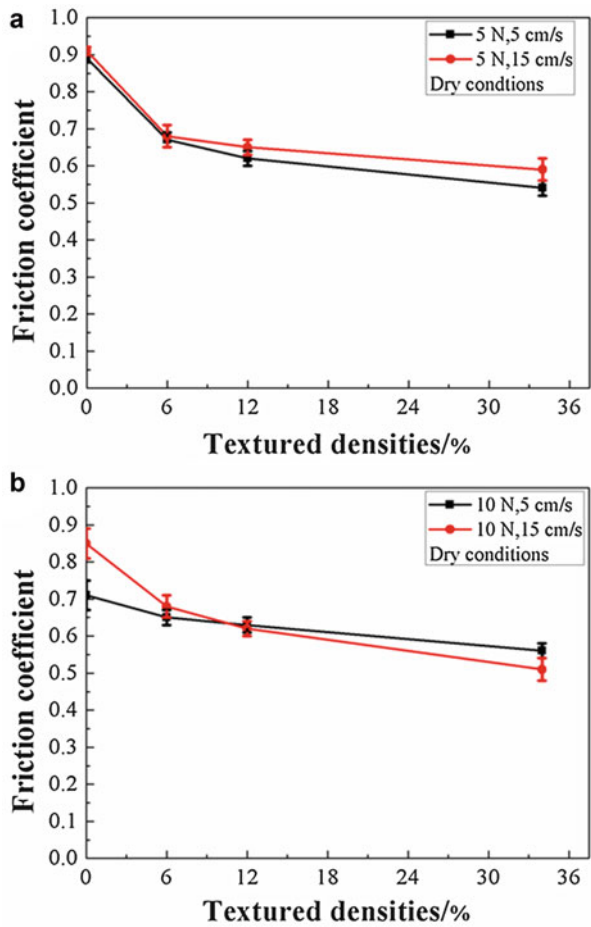 a
1.0
0.9
0.8
0.7
0.6
0.5
0.4
0.3
0.2
0.1
0.0
Friction coefficient
5 N,5 cm/s
5 N,15 cm/s
Dry condtions
0 6 12 18 24 30 36
Textured densities/%
b
1.0
0.9
0.8
0.7
0.6
0.5
0.4
0.3
0.2
0.1
0.0
Friction coefficient
10 N,5 cm/s
10 N,15 cm/s
Dry conditions
0 6 12 18 24 30 36
Textured densities/%